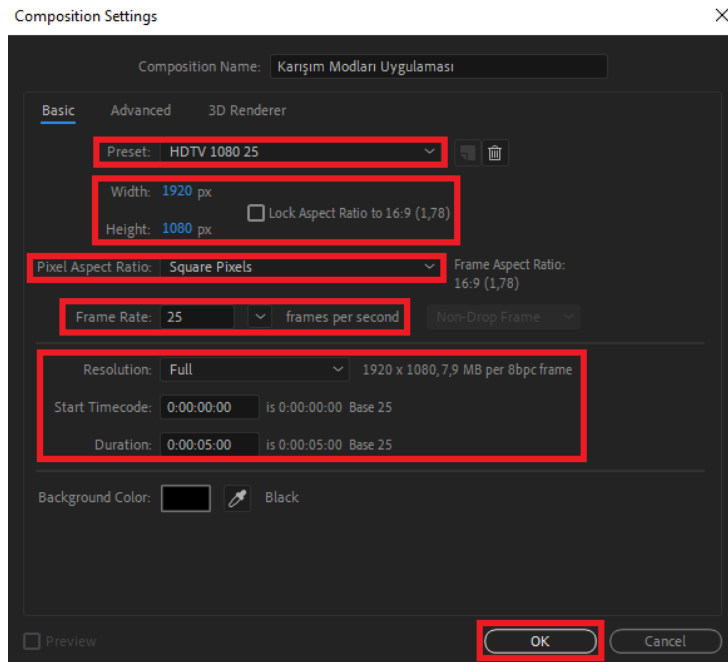 Composition Settings
Composition Name: Karışım Modları Uygulaması
Basic Advanced 3D Renderer
Preset: HDTV 1080 25
Width: 1920 px
Lock Aspect Ratio to 16:9 (1,78)
Height: 1080 px
Pixel Aspect Ratio: Square Pixels
Frame Aspect Ratio:
16:9 (1,78)
Frame Rate: 25 frames per second Non-Drop Frame
Resolution: Full 1920 x 1080, 7,9 MB per 8bpc frame
Start Timecode: 0:00:00:00 is 0:00:00:00 Base 25
Duration: 0:00:05:00 is 0:00:05:00 Base 25
Background Color: Black
Preview OK Cancel